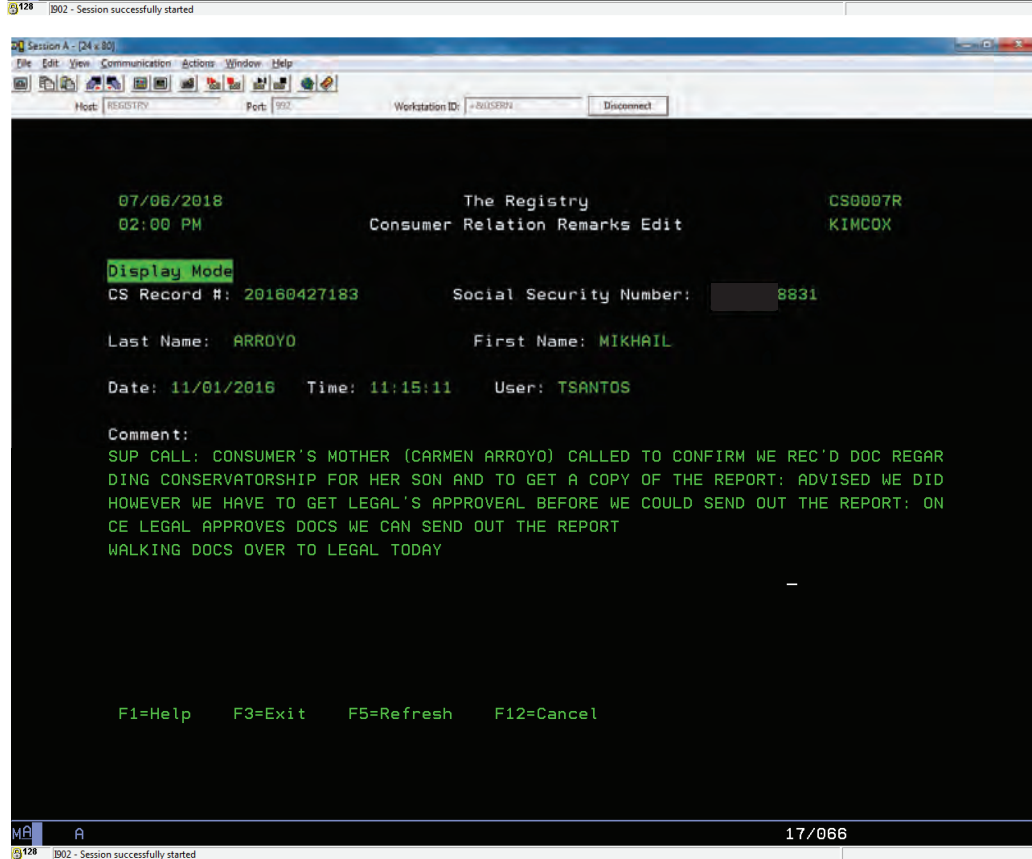 128 I902 - Session successfully started
Session A - [24 x 80]
File Edit View Communication Actions Window Help
Host: REGISTRY Port: 992 Workstation ID: Disconnect
07/06/2018 The Registry CS0007R
02:00 PM Consumer Relation Remarks Edit KIMCOX
Display Mode
CS Record #: 20160427183 Social Security Number: 8831
Last Name: ARROYO First Name: MIKHAIL
Date: 11/01/2016 Time: 11:15:11 User: TSANTOS
Comment:
SUP CALL: CONSUMER'S MOTHER (CARMEN ARROYO) CALLED TO CONFIRM WE REC'D DOC REGAR
DING CONSERVATORSHIP FOR HER SON AND TO GET A COPY OF THE REPORT: ADVISED WE DID
HOWEVER WE HAVE TO GET LEGAL'S APPROVEAL BEFORE WE COULD SEND OUT THE REPORT: ON
CE LEGAL APPROVES DOCS WE CAN SEND OUT THE REPORT
WALKING DOCS OVER TO LEGAL TODAY
F1=Help F3=Exit F5=Refresh F12=Cancel
MA A 17/066
128 I902 - Session successfully started